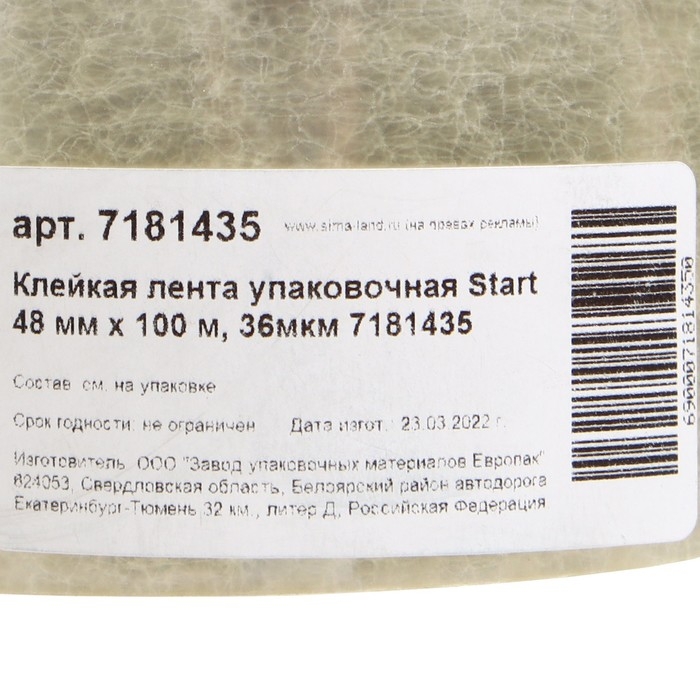 арт. 7181435
www.sima-land.ru (на правах рекламы)
Клейкая лента упаковочная Start
48 мм х 100 м, 36мкм 7181435
Состав: см. на упаковке
Срок годности: не ограничен Дата изгот.: 23.03.2022 г.
Изготовитель: ООО "Завод упаковочных материалов Европак"
624053, Свердловская область, Белоярский район автодорога
Екатеринбург-Тюмень 32 км., литер Д, Российская Федерация
6900071814350